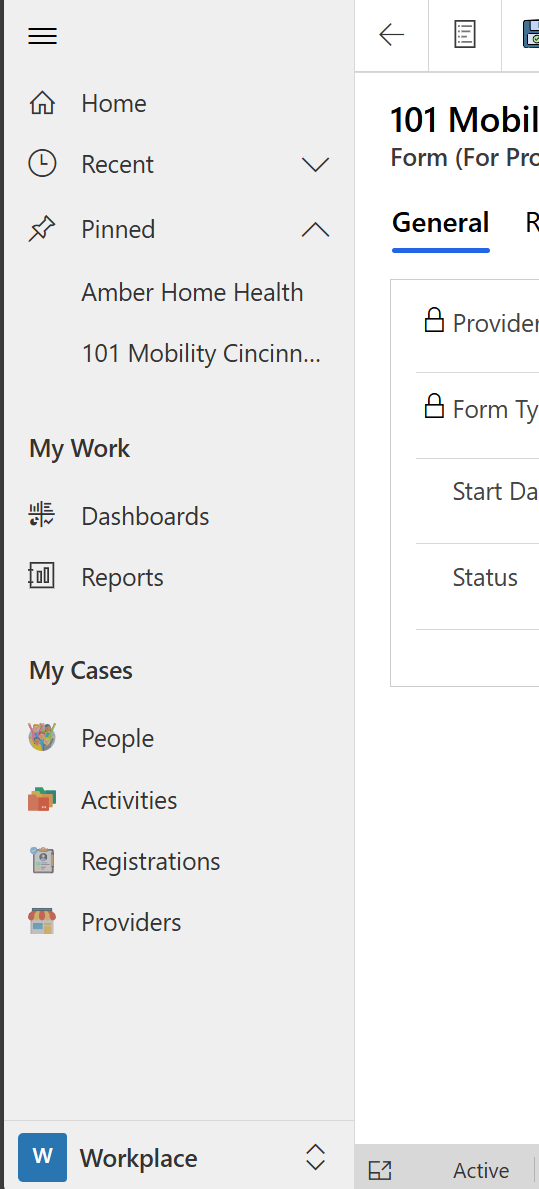 Home
Recent
Pinned
Amber Home Health
101 Mobility Cincinn...
My Work
Dashboards
Reports
My Cases
People
Activities
Registrations
Providers
W Workplace
101 Mobil
Form (For Pro
General R
Provider
Form Ty
Start Da
Status
Active